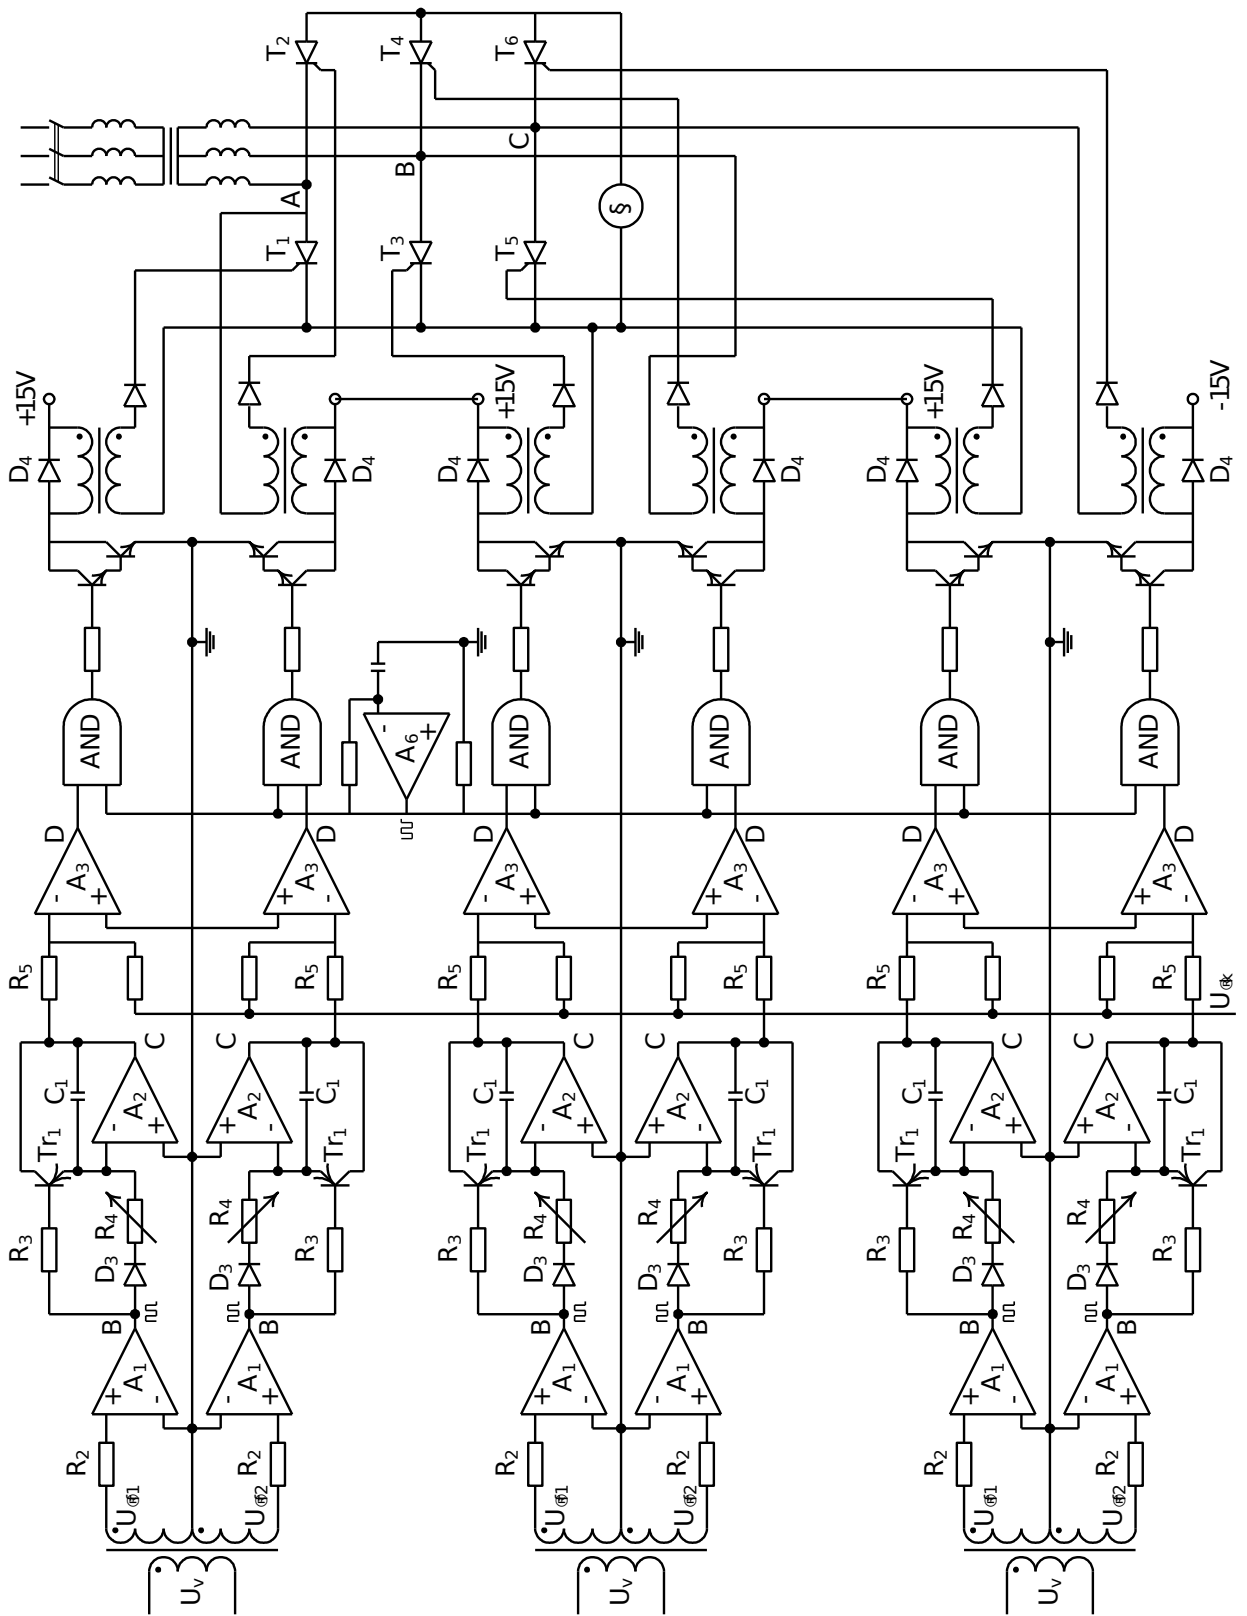 T2
T4
T6
A
B
C
T1
T3
T5
§
+15V
+15V
+15V
-15V
D4
D4
D4
D4
D4
D4
AND
AND
AND
AND
AND
AND
- A6 +
D
D
D
D
D
D
- A3 +
+ A3 -
- A3 +
+ A3 -
- A3 +
+ A3 -
R5
R5
R5
R5
R5
R5
C
C
C
C
C
C
C1
C1
C1
C1
C1
C1
- A2 +
+ A2 -
- A2 +
+ A2 -
- A2 +
+ A2 -
Tr1
Tr1
Tr1
Tr1
Tr1
Tr1
R4
R4
R4
R4
R4
R4
R3
R3
R3
R3
R3
R3
D3
D3
D3
D3
D3
D3
B
B
B
B
B
B
+ A1 -
- A1 +
+ A1 -
- A1 +
+ A1 -
- A1 +
R2
R2
R2
R2
R2
R2
Uv
Uv
Uv